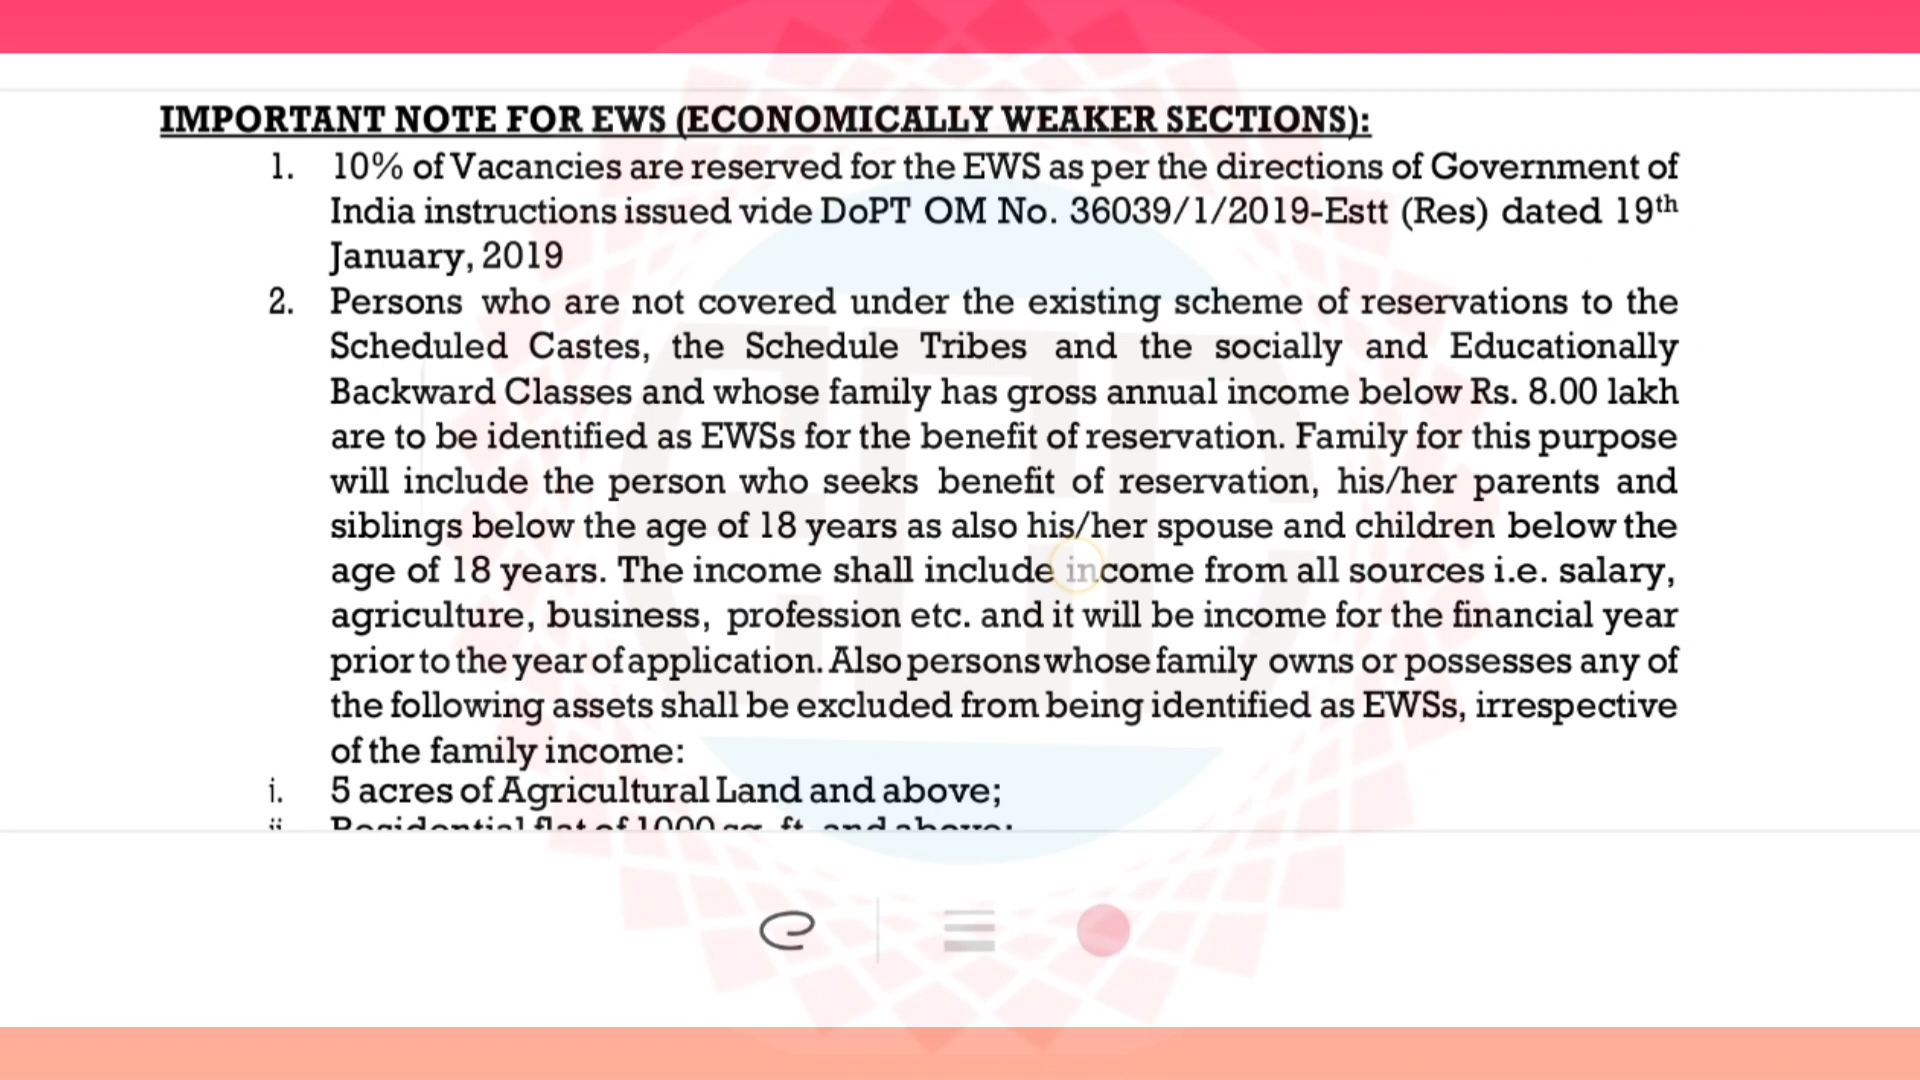 IMPORTANT NOTE FOR EWS (ECONOMICALLY WEAKER SECTIONS):
1. 10% of Vacancies are reserved for the EWS as per the directions of Government of
India instructions issued vide DoPT OM No. 36039/1/2019-Estt (Res) dated 19th
January, 2019
2. Persons who are not covered under the existing scheme of reservations to the
Scheduled Castes, the Schedule Tribes and the socially and Educationally
Backward Classes and whose family has gross annual income below Rs. 8.00 lakh
are to be identified as EWSs for the benefit of reservation. Family for this purpose
will include the person who seeks benefit of reservation, his/her parents and
siblings below the age of 18 years as also his/her spouse and children below the
age of 18 years. The income shall include income from all sources i.e. salary,
agriculture, business, profession etc. and it will be income for the financial year
prior to the year of application. Also persons whose family owns or possesses any of
the following assets shall be excluded from being identified as EWSs, irrespective
of the family income:
i. 5 acres of Agricultural Land and above;
ii. Residential flat of 1000 sq. ft. and above;